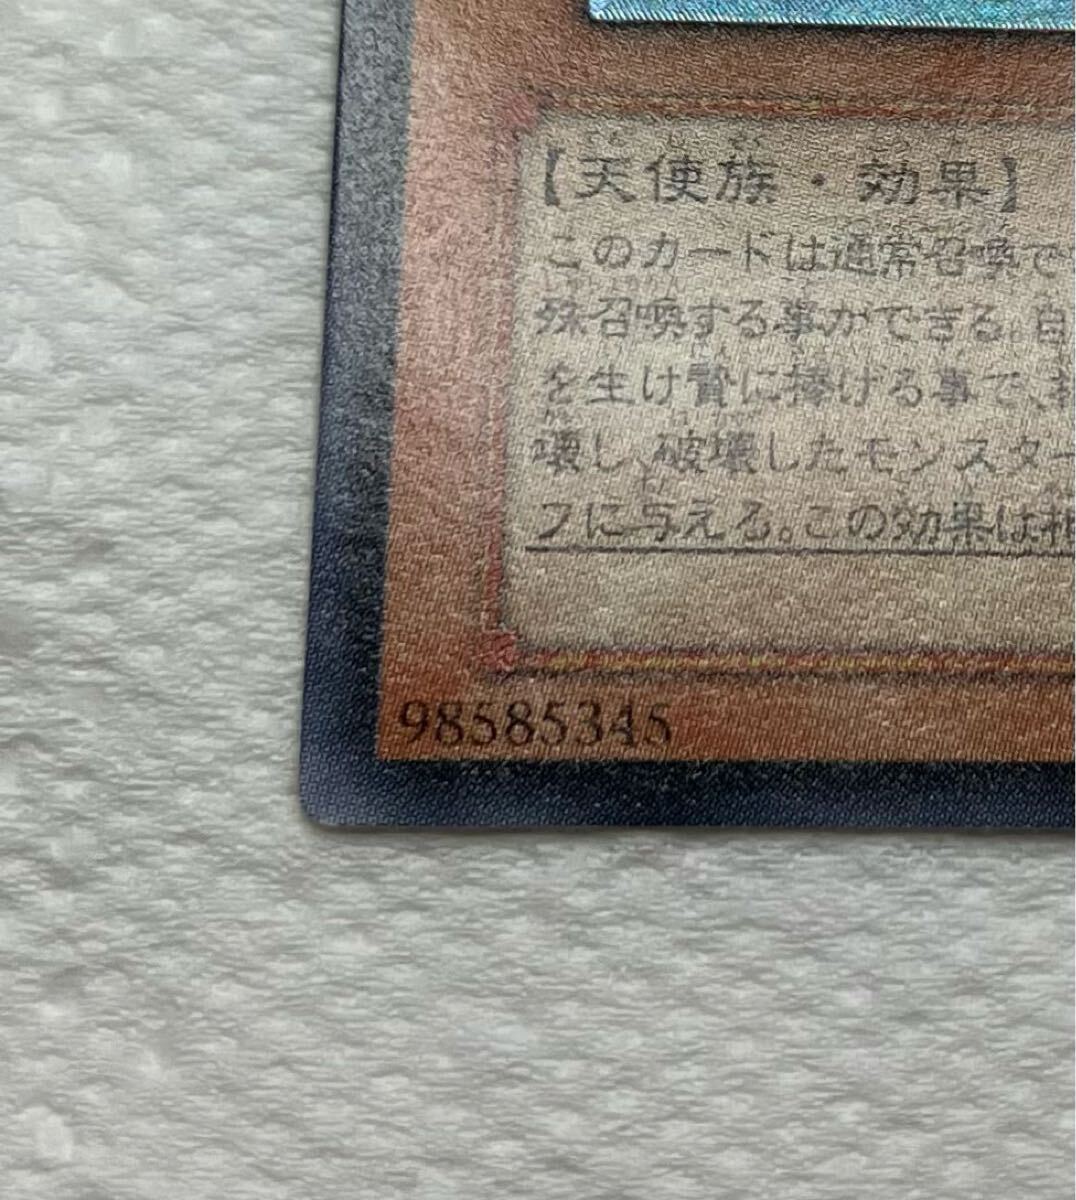 【天使族・効果】
このカードは通常召喚で
殊召喚する事ができる。自
を生け贄に捧げる事で、
壊し、破壊したモンスター
フに与える。この効果は相
98585345